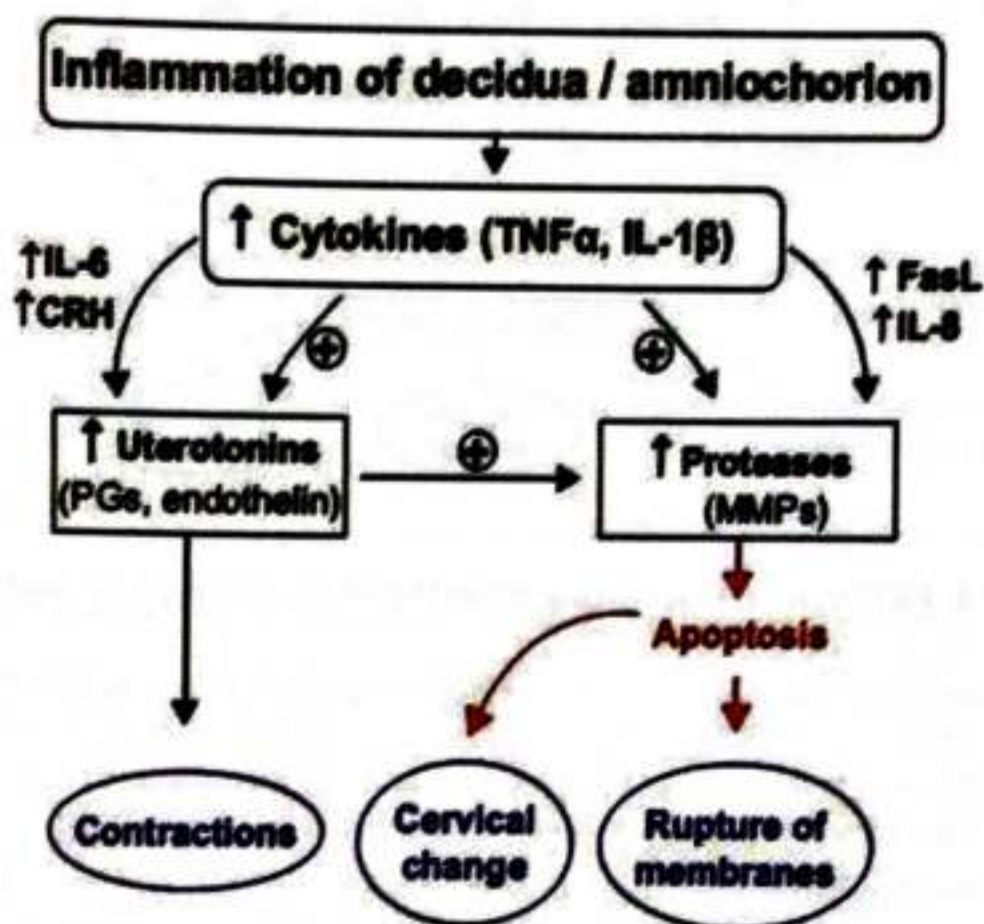 Inflammation of decidua / amniochorion
↑ Cytokines (TNFα, IL-1β)
↑IL-6
↑CRH
↑ FasL
↑IL-8
⊕
⊕
↑ Uterotonins
(PGs, endothelin)
⊕
↑ Proteases
(MMPs)
Apoptosis
Contractions
Cervical
change
Rupture of
membranes